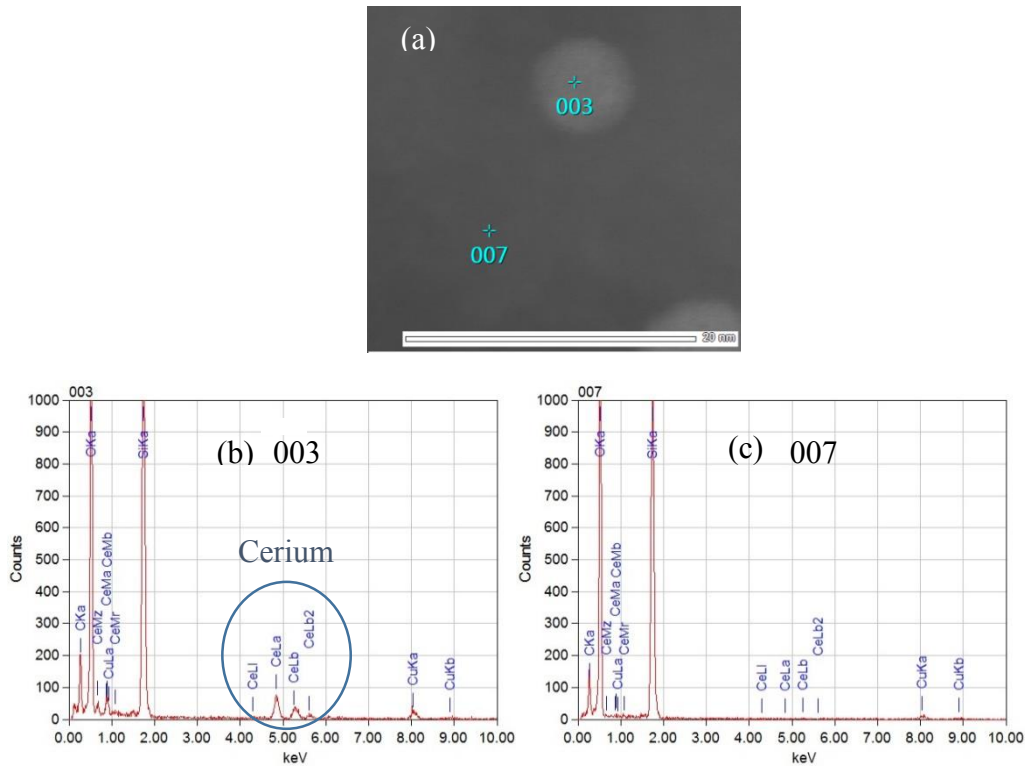 (a)
003
007
20 nm
003
(b) 003
Cerium
Counts
1000
900
800
700
600
500
400
300
200
100
0
CKa
OKa
CeMz
CuLa
CeMa
CeMb
CeMr
SiKa
CeLl
CeLa
CeLb
CeLb2
CuKa
CuKb
0.00 1.00 2.00 3.00 4.00 5.00 6.00 7.00 8.00 9.00 10.00
keV
007
(c) 007
Counts
1000
900
800
700
600
500
400
300
200
100
0
CKa
OKa
CeMz
CuLa
CeMa
CeMb
CeMr
SiKa
CeLl
CeLa
CeLb
CeLb2
CuKa
CuKb
0.00 1.00 2.00 3.00 4.00 5.00 6.00 7.00 8.00 9.00 10.00
keV